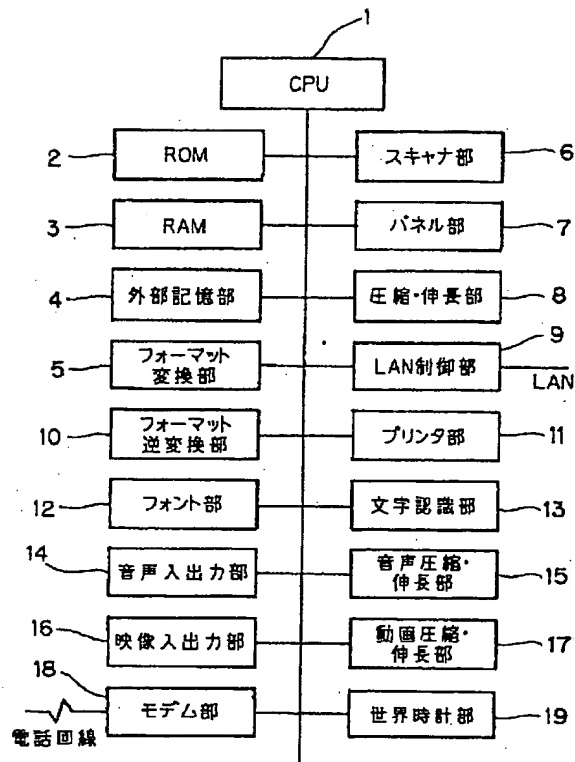 1
CPU
2
ROM
スキャナ部
6
3
RAM
パネル部
7
4
外部記憶部
圧縮・伸長部
8
5
フォーマット
変換部
LAN制御部
9
LAN
10
フォーマット
逆変換部
プリンタ部
11
12
フォント部
文字認識部
13
14
音声入出力部
音声圧縮・
伸長部
15
16
映像入出力部
動画圧縮・
伸長部
17
18
モデム部
電話回線
世界時計部
19